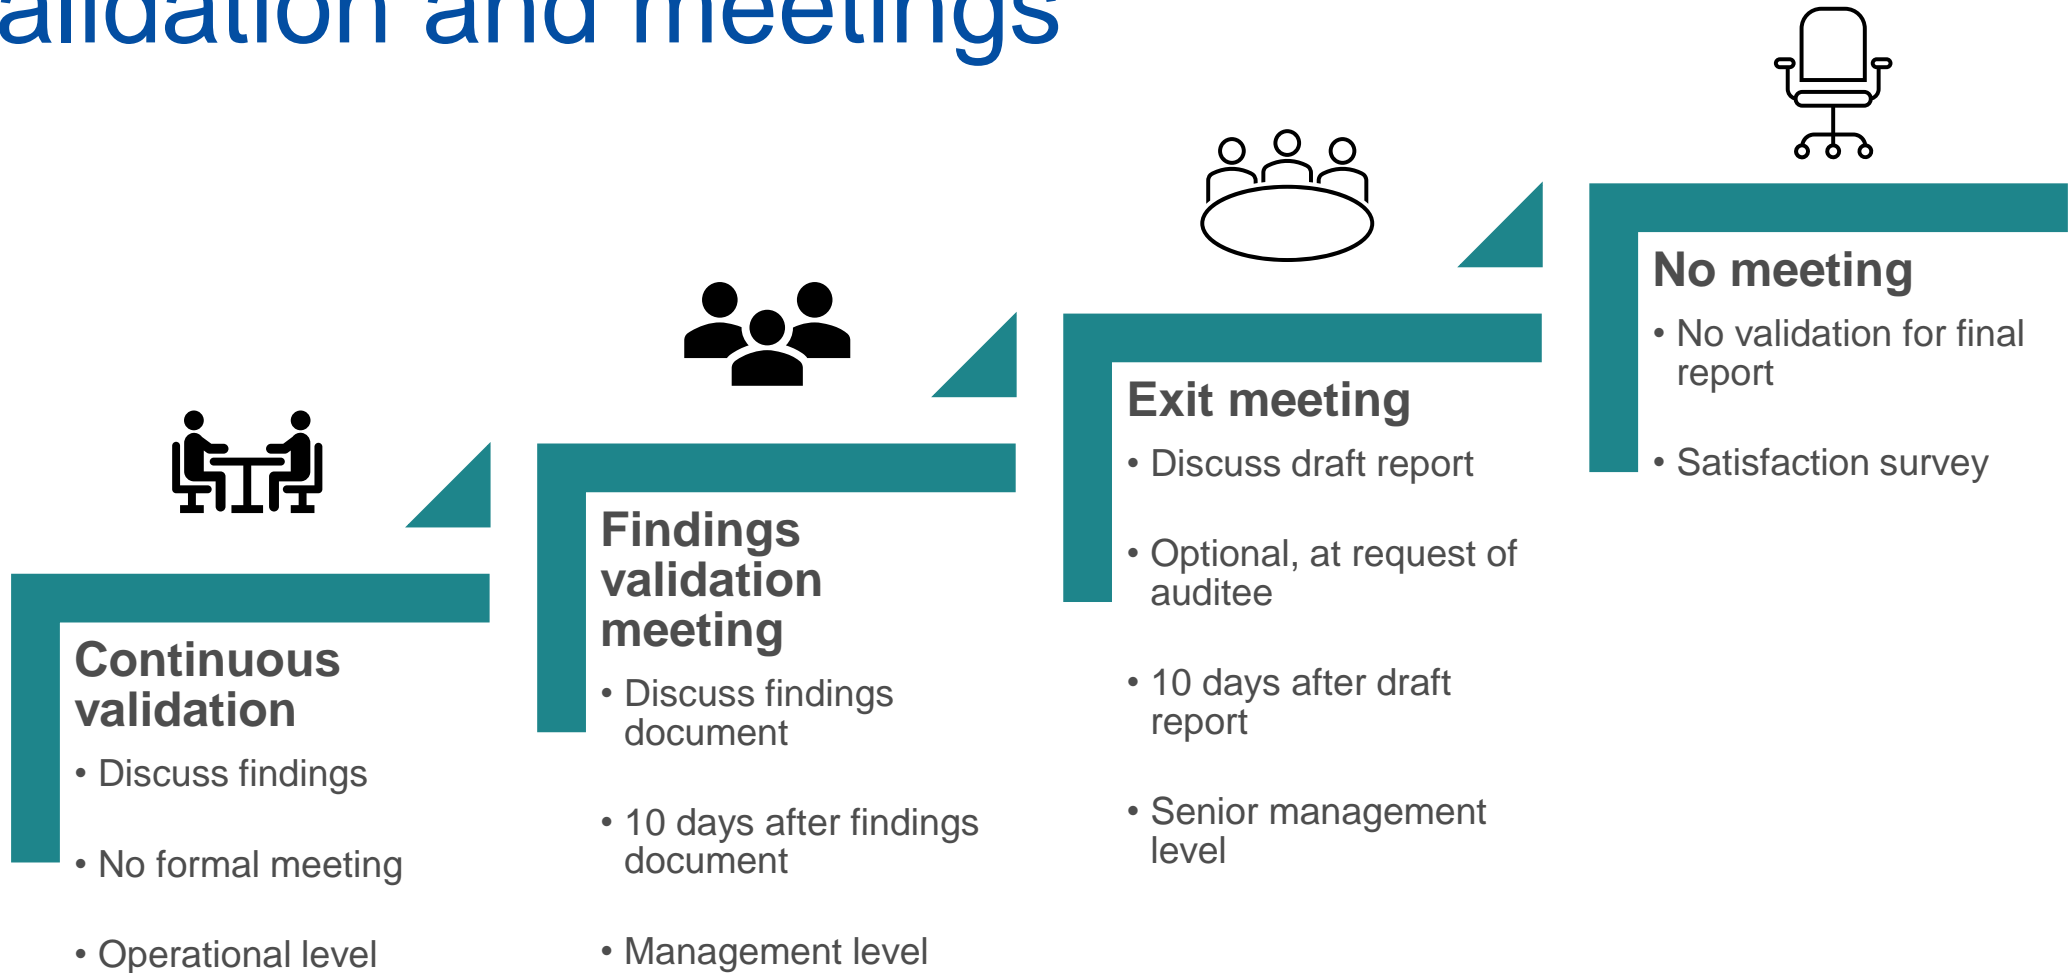 alidation and meetings
Continuous
validation
• Discuss findings
• No formal meeting
• Operational level
Findings
validation
meeting
• Discuss findings
document
• 10 days after findings
document
• Management level
Exit meeting
• Discuss draft report
• Optional, at request of
auditee
• 10 days after draft
report
• Senior management
level
No meeting
• No validation for final
report
• Satisfaction survey